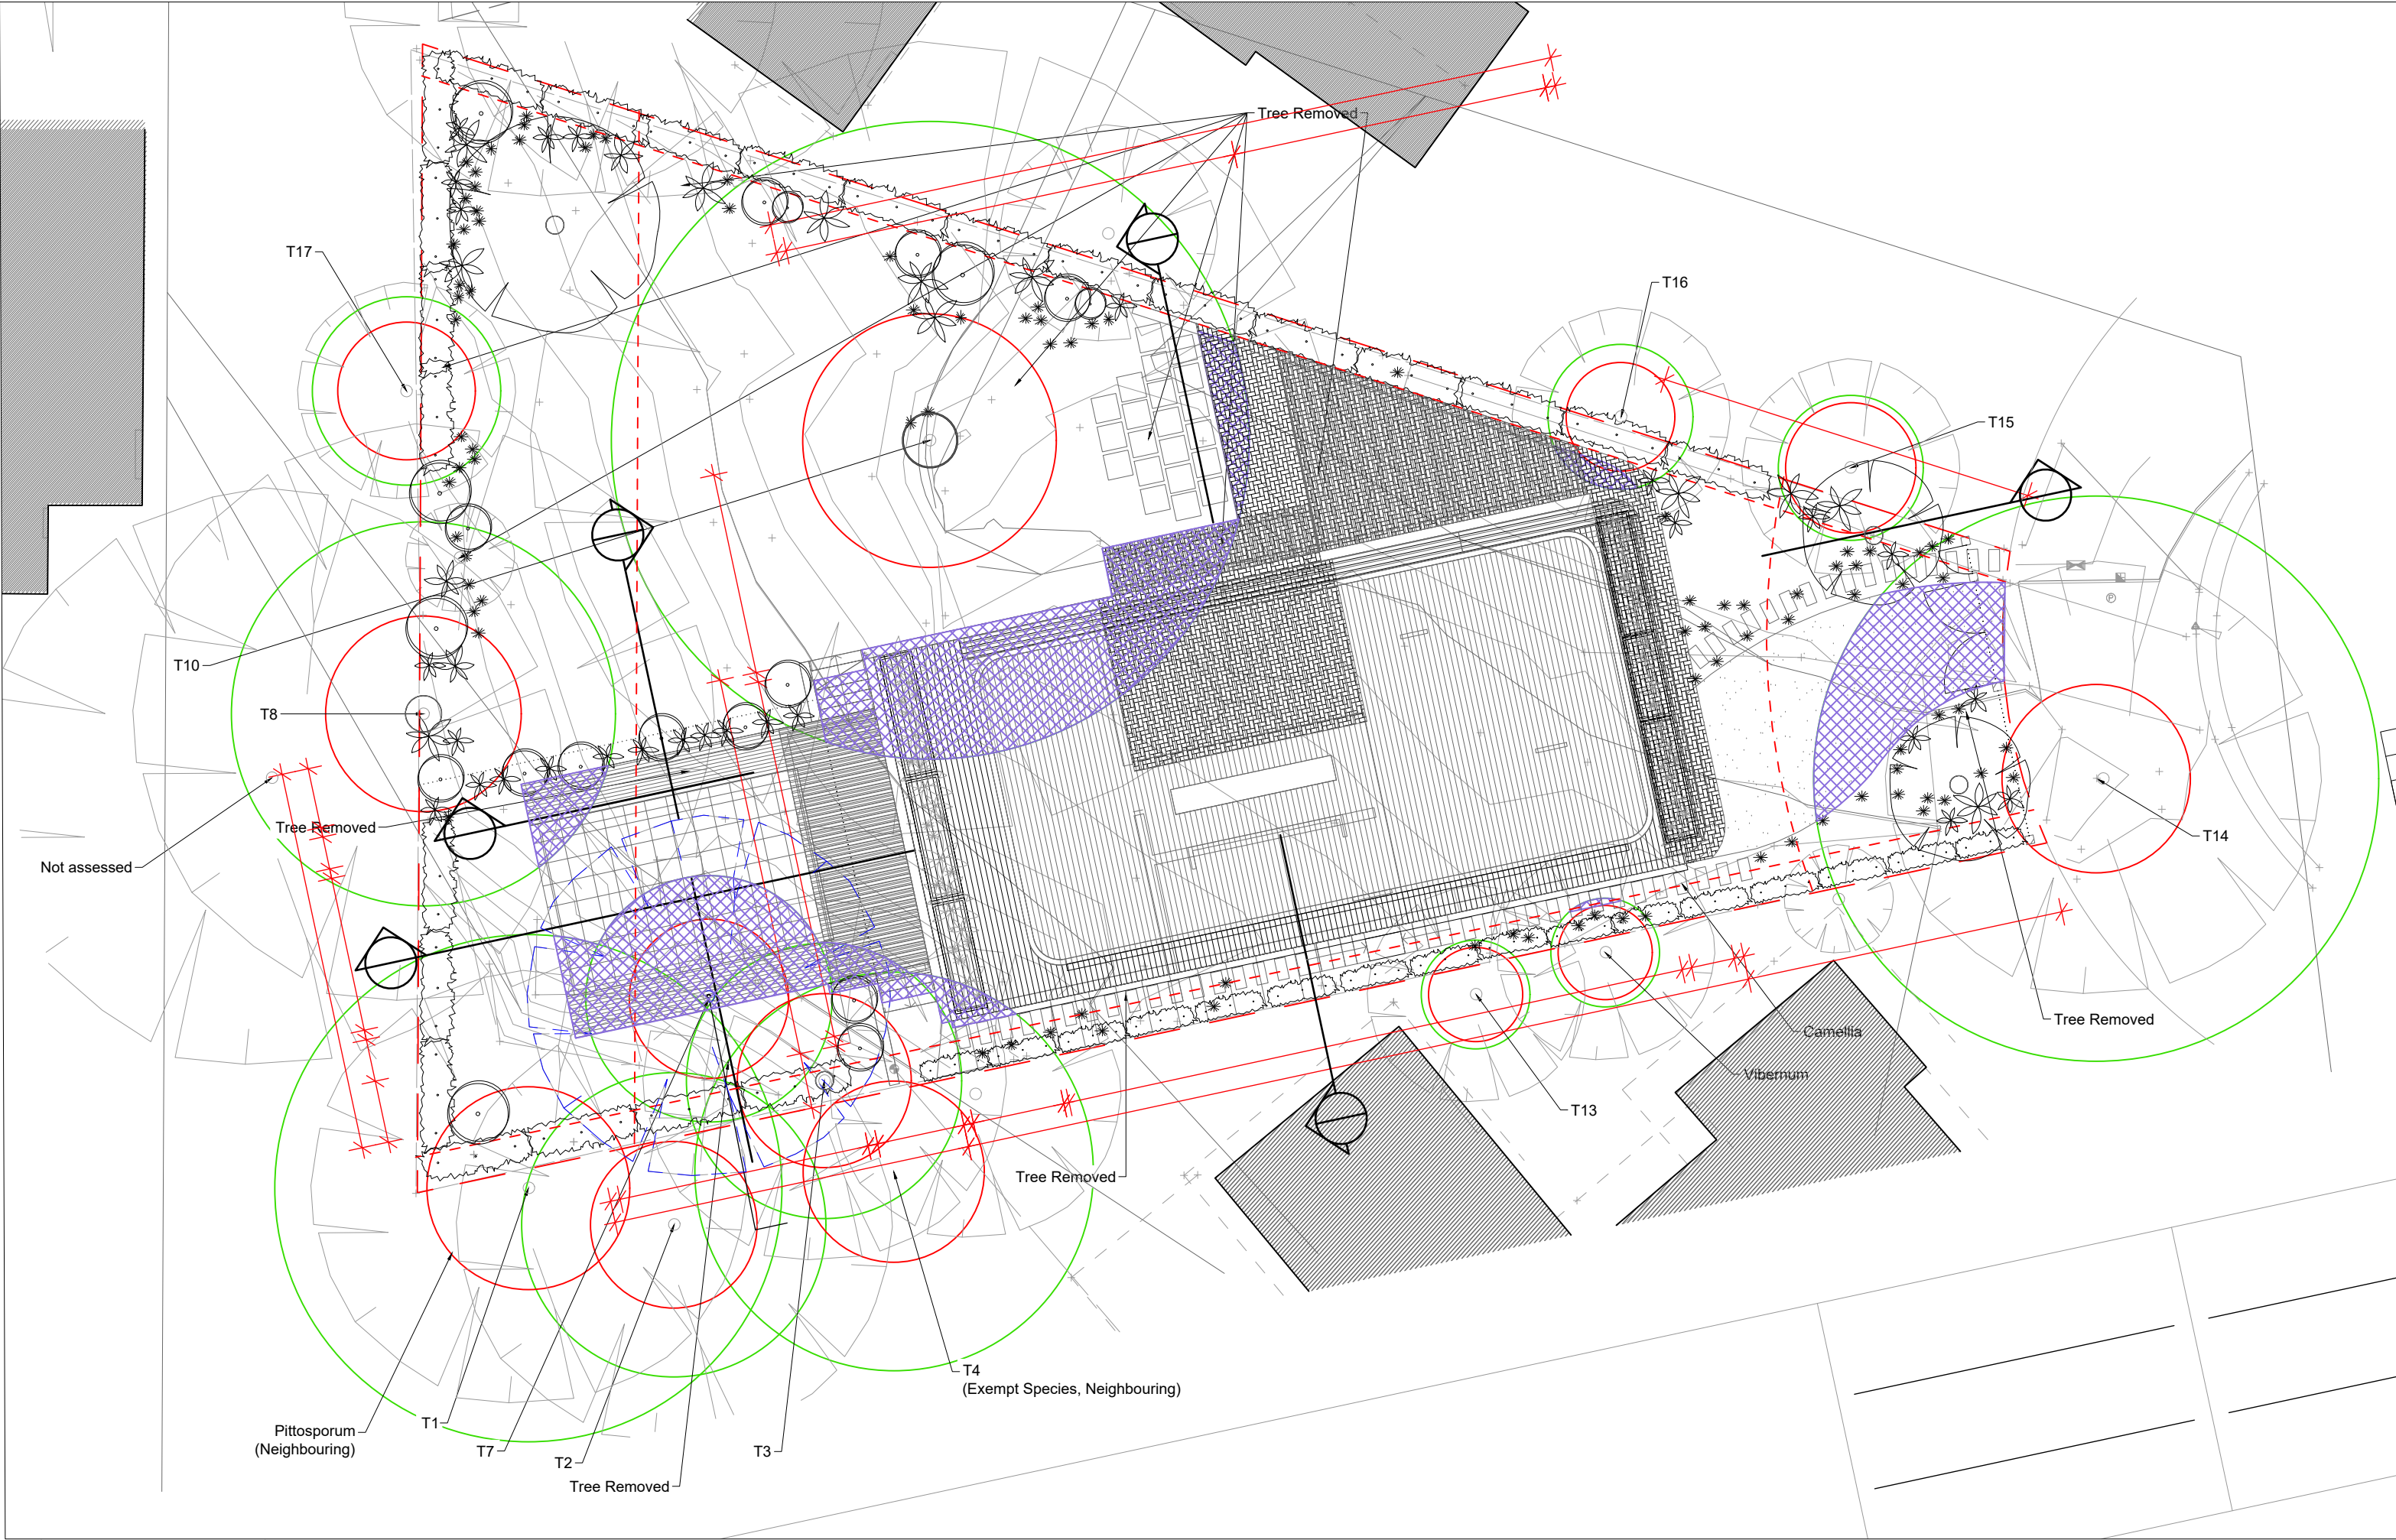 Tree Removed
T17
T16
T15
T10
T8
Tree Removed
Not assessed
T14
Tree Removed
Camellia
Vibernum
T13
Tree Removed
T4
(Exempt Species, Neighbouring)
Pittosporum
(Neighbouring)
T1
T7
T2
T3
Tree Removed
P